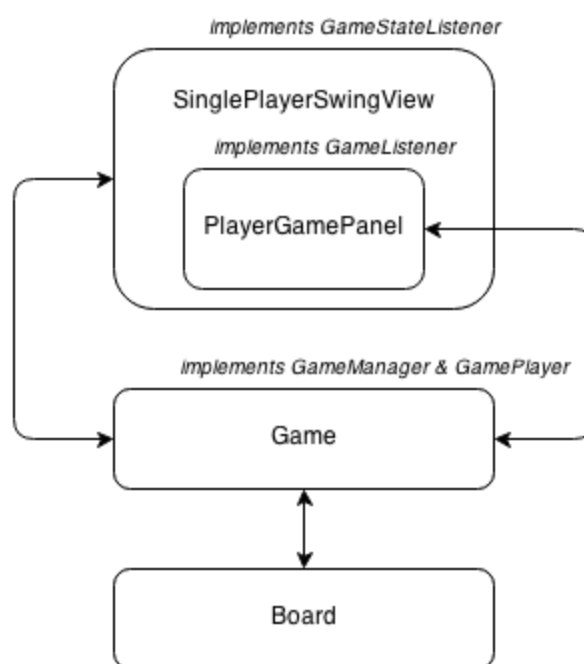 implements GameStateListener
SinglePlayerSwingView
implements GameListener
PlayerGamePanel
implements GameManager & GamePlayer
Game
Board